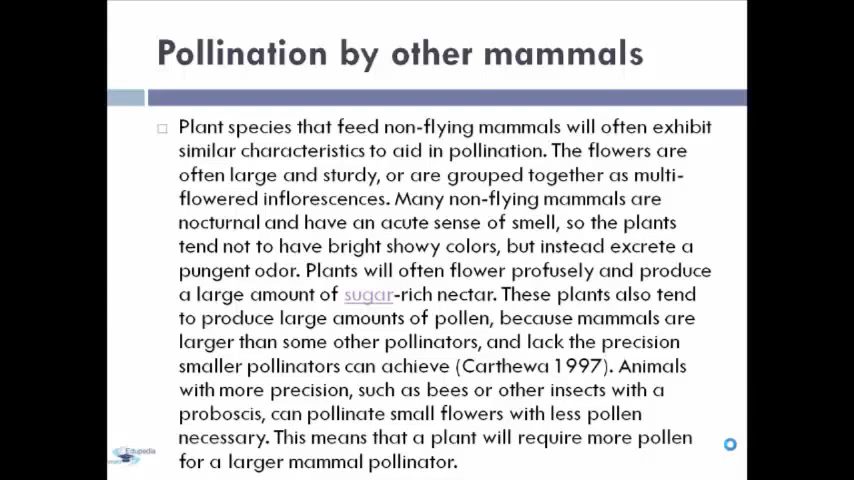 Pollination by other mammals
Plant species that feed non-flying mammals will often exhibit
similar characteristics to aid in pollination. The flowers are
often large and sturdy, or are grouped together as multi-
flowered inflorescences. Many non-flying mammals are
nocturnal and have an acute sense of smell, so the plants
tend not to have bright showy colors, but instead excrete a
pungent odor. Plants will often flower profusely and produce
a large amount of sugar-rich nectar. These plants also tend
to produce large amounts of pollen, because mammals are
larger than some other pollinators, and lack the precision
smaller pollinators can achieve (Carthewa 1997). Animals
with more precision, such as bees or other insects with a
proboscis, can pollinate small flowers with less pollen
necessary. This means that a plant will require more pollen
for a larger mammal pollinator.
Edupedia